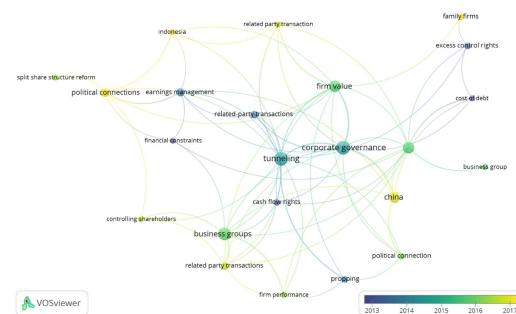 family firms
related party transaction
indonesia
excess control rights
split share structure reform
firm value
political connections
earnings management
cost of debt
related-party transactions
financial constraints
corporate governance
tunneling
business group
cash flow rights
china
controlling shareholders
business groups
political connection
related party transactions
propping
firm performance
VOSviewer
2013 2014 2015 2016 2017